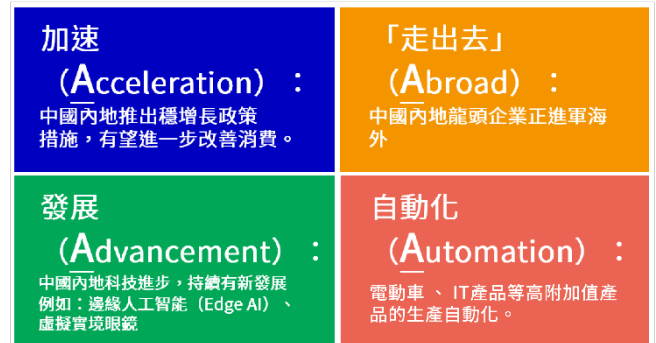 加速
（Acceleration）：
中國內地推出穩增長政策
措施，有望進一步改善消費。
「走出去」
（Abroad）：
中國內地龍頭企業正進軍海
外
發展
（Advancement）：
中國內地科技進步，持續有新發展
例如：邊緣人工智能（Edge AI）、
虛擬實境眼鏡
自動化
（Automation）：
電動車 、 IT產品等高附加值產
品的生產自動化。